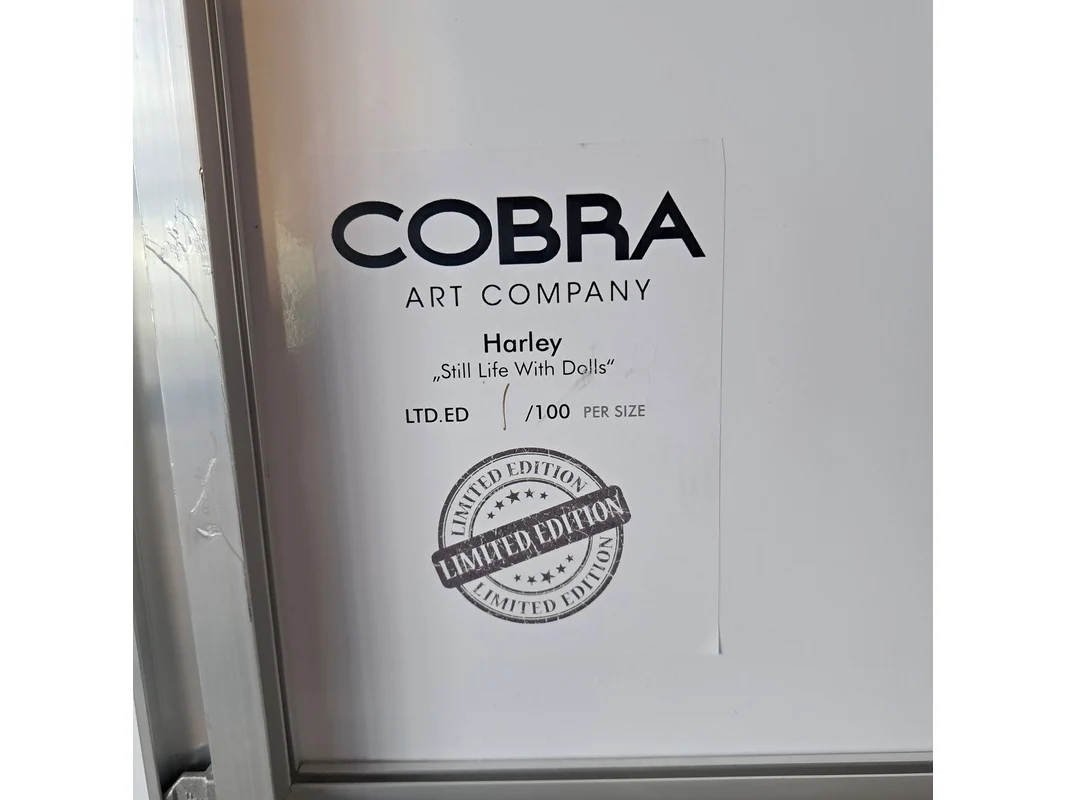 COBRA
ART COMPANY
Harley
„Still Life With Dolls“
LTD.ED 1 /100 PER SIZE
LIMITED EDITION
LIMITED EDITION
LIMITED EDITION